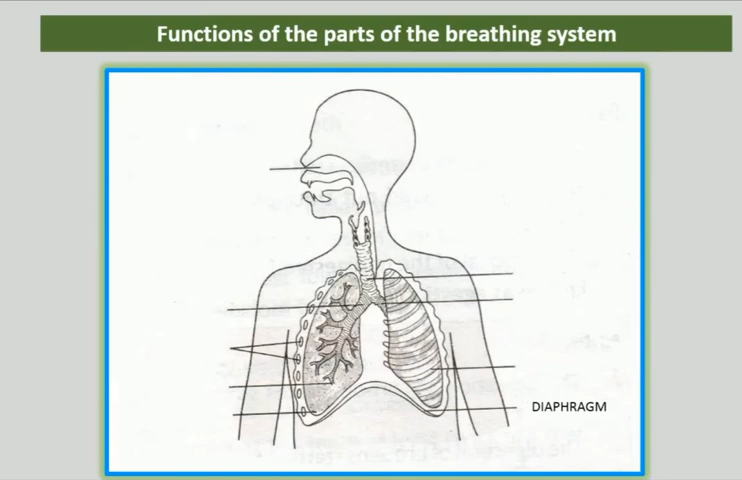 Functions of the parts of the breathing system
DIAPHRAGM